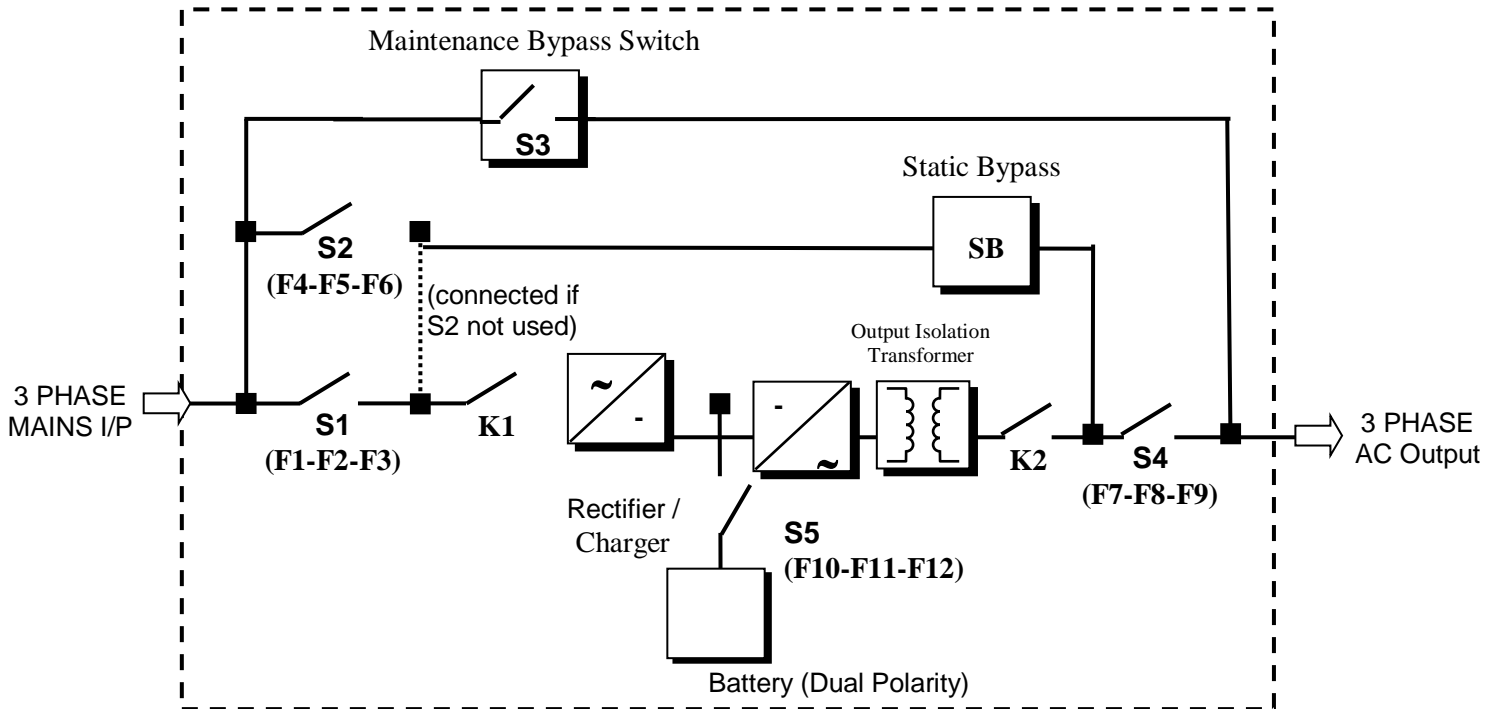 Maintenance Bypass Switch
S3
Static Bypass
SB
S2
(F4-F5-F6)
(connected if
S2 not used)
Output Isolation
Transformer
3 PHASE
MAINS I/P
S1
(F1-F2-F3)
K1
~
-
-
~
K2
S4
(F7-F8-F9)
3 PHASE
AC Output
Rectifier /
Charger
S5
(F10-F11-F12)
Battery (Dual Polarity)